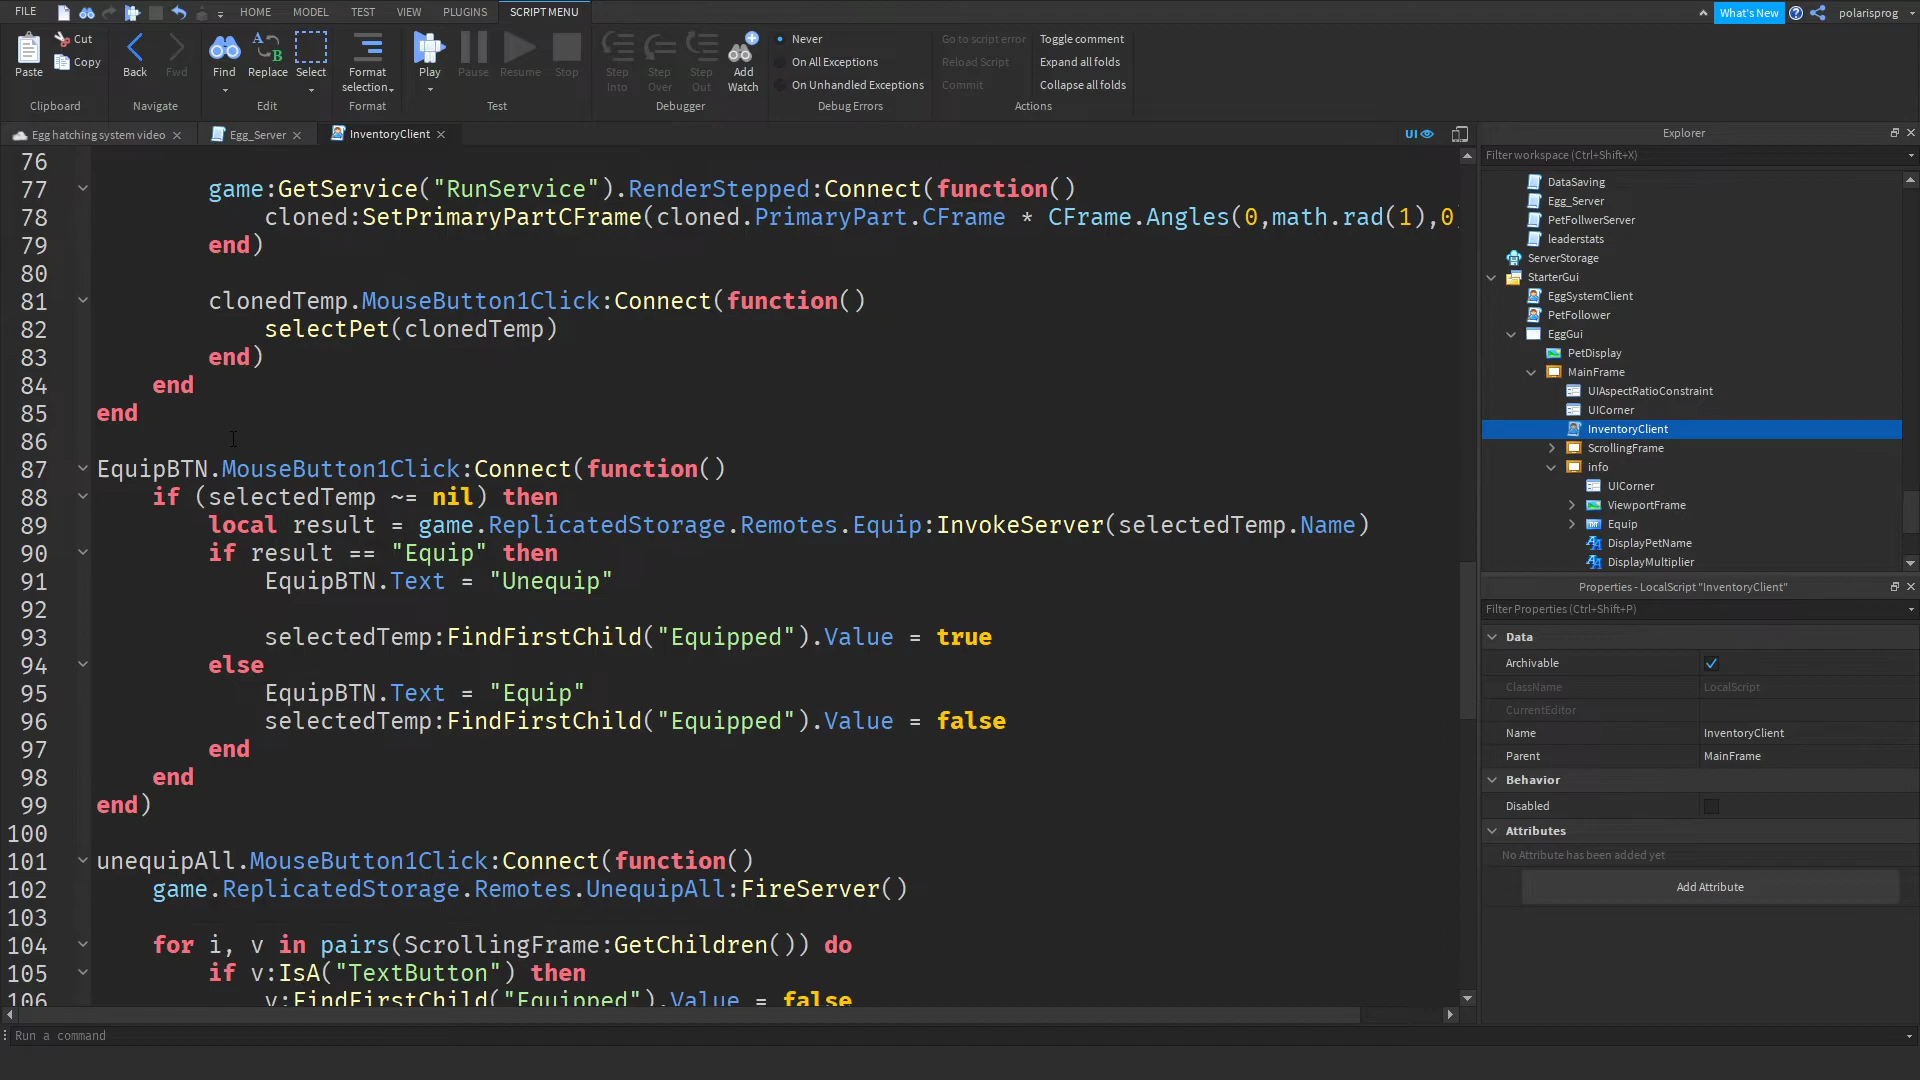 FILE
HOME
MODEL
TEST
VIEW
PLUGINS
SCRIPT MENU
What's New
polarisprog
Paste
Cut
Copy
Clipboard
Back
Fwd
Navigate
Find
Replace
Select
Edit
Format
selection
Format
Play
Pause
Resume
Stop
Test
Step
Into
Step
Over
Step
Out
Add
Watch
Debugger
Never
On All Exceptions
On Unhandled Exceptions
Debug Errors
Go to script error
Reload Script
Commit
Toggle comment
Expand all folds
Collapse all folds
Actions
Egg hatching system video
Egg_Server
InventoryClient
UI
76
77 game:GetService("RunService").RenderStepped:Connect(function()
78 cloned:SetPrimaryPartCFrame(cloned.PrimaryPart.CFrame * CFrame.Angles(0,math.rad(1),0
79 end)
80
81 clonedTemp.MouseButton1Click:Connect(function()
82 selectPet(clonedTemp)
83 end)
84 end
85 end
86
87 EquipBTN.MouseButton1Click:Connect(function()
88 if (selectedTemp ~= nil) then
89 local result = game.ReplicatedStorage.Remotes.Equip:InvokeServer(selectedTemp.Name)
90 if result == "Equip" then
91 EquipBTN.Text = "Unequip"
92
93 selectedTemp:FindFirstChild("Equipped").Value = true
94 else
95 EquipBTN.Text = "Equip"
96 selectedTemp:FindFirstChild("Equipped").Value = false
97 end
98 end
99 end)
100
101 unequipAll.MouseButton1Click:Connect(function()
102 game.ReplicatedStorage.Remotes.UnequipAll:FireServer()
103
104 for i, v in pairs(ScrollingFrame:GetChildren()) do
105 if v:IsA("TextButton") then
106 v:FindFirstChild("Equipped").Value = false
Run a command
Explorer
Filter workspace (Ctrl+Shift+X)
DataSaving
Egg_Server
PetFollwerServer
leaderstats
ServerStorage
StarterGui
EggSystemClient
PetFollower
EggGui
PetDisplay
MainFrame
UIAspectRatioConstraint
UICorner
InventoryClient
ScrollingFrame
info
UICorner
ViewportFrame
Equip
DisplayPetName
DisplayMultiplier
Properties - LocalScript "InventoryClient"
Filter Properties (Ctrl+Shift+P)
Data
Archivable
ClassName LocalScript
CurrentEditor
Name InventoryClient
Parent MainFrame
Behavior
Disabled
Attributes
No Attribute has been added yet
Add Attribute